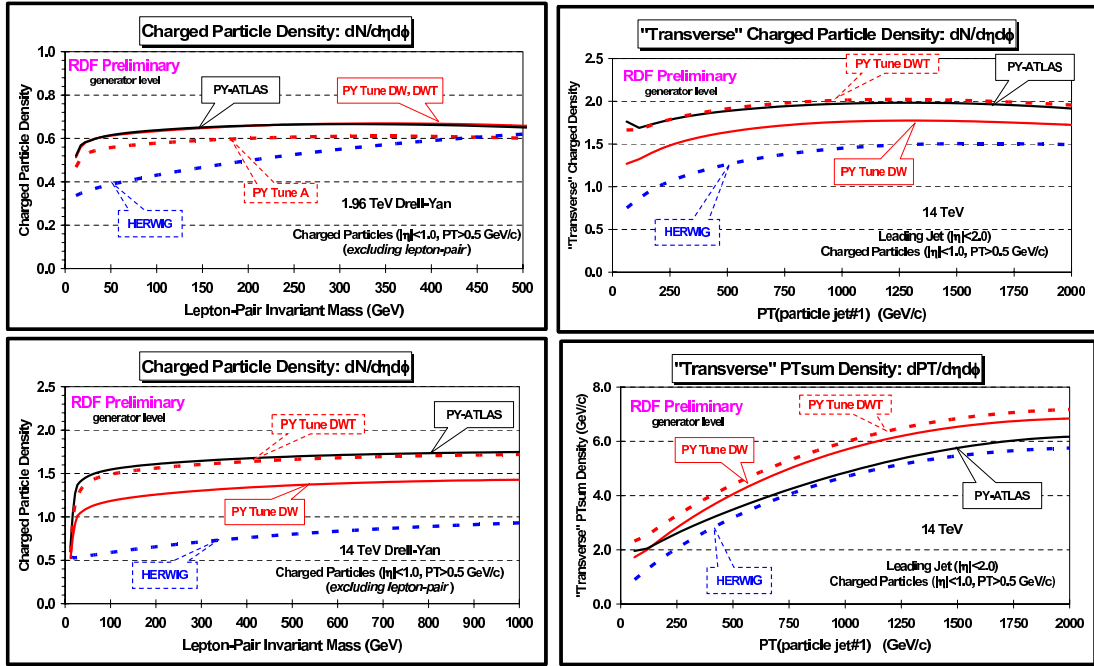 Charged Particle Density: dN/dηdϕ
RDF Preliminary
generator level
PY-ATLAS
PY Tune DW, DWT
PY Tune A
HERWIG
1.96 TeV Drell-Yan
Charged Particles (|η|<1.0, PT>0.5 GeV/c)
(excluding lepton-pair)
Charged Particle Density
1.0
0.8
0.6
0.4
0.2
0.0
0 50 100 150 200 250 300 350 400 450 500
Lepton-Pair Invariant Mass (GeV)
"Transverse" Charged Particle Density: dN/dηdϕ
RDF Preliminary
generator level
PY Tune DWT
PY-ATLAS
PY Tune DW
HERWIG
14 TeV
Leading Jet (|η|<2.0)
Charged Particles (|η|<1.0, PT>0.5 GeV/c)
"Transverse" Charged Density
2.5
2.0
1.5
1.0
0.5
0.0
0 250 500 750 1000 1250 1500 1750 2000
PT(particle jet#1) (GeV/c)
Charged Particle Density: dN/dηdϕ
RDF Preliminary
generator level
PY-ATLAS
PY Tune DWT
PY Tune DW
HERWIG
14 TeV Drell-Yan
Charged Particles (|η|<1.0, PT>0.5 GeV/c)
(excluding lepton-pair)
Charged Particle Density
2.5
2.0
1.5
1.0
0.5
0.0
0 100 200 300 400 500 600 700 800 900 1000
Lepton-Pair Invariant Mass (GeV)
"Transverse" PTsum Density: dPT/dηdϕ
RDF Preliminary
generator level
PY Tune DWT
PY Tune DW
PY-ATLAS
HERWIG
14 TeV
Leading Jet (|η|<2.0)
Charged Particles (|η|<1.0, PT>0.5 GeV/c)
"Transverse" PTsum Density (GeV/c)
8.0
6.0
4.0
2.0
0.0
0 250 500 750 1000 1250 1500 1750 2000
PT(particle jet#1) (GeV/c)